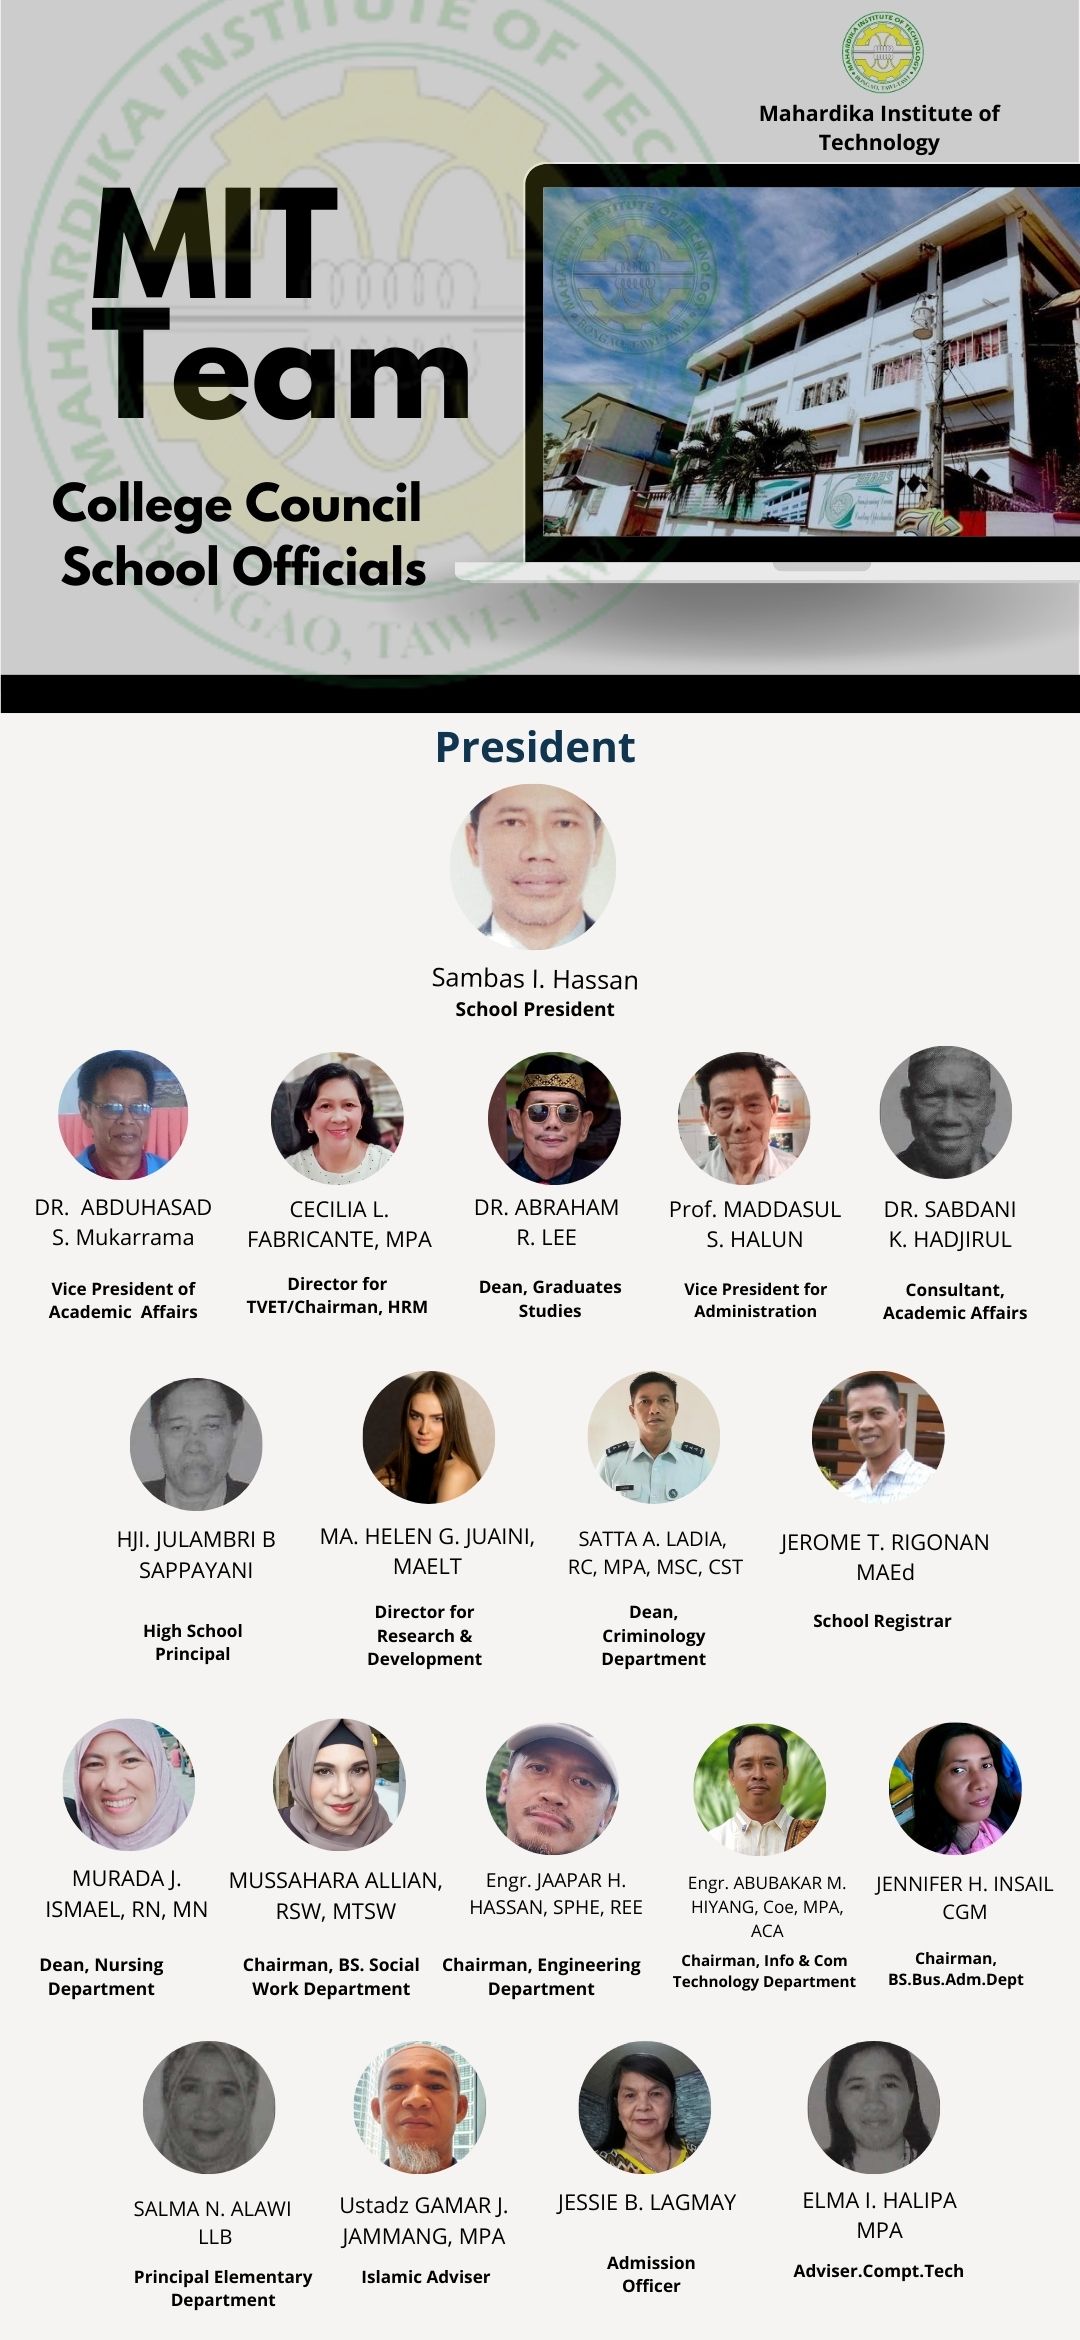 MAHARDIKA INSTITUTE OF TECHNOLOGY
BONGAO, TAWI-TAWI
Mahardika Institute of
Technology
MIT
Team
College Council
School Officials
President
Sambas I. Hassan
School President
DR. ABDUHASAD
S. Mukarrama
Vice President of
Academic Affairs
CECILIA L.
FABRICANTE, MPA
Director for
TVET/Chairman, HRM
DR. ABRAHAM
R. LEE
Dean, Graduates
Studies
Prof. MADDASUL
S. HALUN
Vice President for
Administration
DR. SABDANI
K. HADJIRUL
Consultant,
Academic Affairs
HJI. JULAMBRI B
SAPPAYANI
High School
Principal
MA. HELEN G. JUAINI,
MAELT
Director for
Research &
Development
SATTA A. LADIA,
RC, MPA, MSC, CST
Dean,
Criminology
Department
JEROME T. RIGONAN
MAEd
School Registrar
MURADA J.
ISMAEL, RN, MN
Dean, Nursing
Department
MUSSAHARA ALLIAN,
RSW, MTSW
Chairman, BS. Social
Work Department
Engr. JAAPAR H.
HASSAN, SPHE, REE
Chairman, Engineering
Department
Engr. ABUBAKAR M.
HIYANG, Coe, MPA,
ACA
Chairman, Info & Com
Technology Department
JENNIFER H. INSAIL
CGM
Chairman,
BS.Bus.Adm.Dept
SALMA N. ALAWI
LLB
Principal Elementary
Department
Ustadz GAMAR J.
JAMMANG, MPA
Islamic Adviser
JESSIE B. LAGMAY
Admission
Officer
ELMA I. HALIPA
MPA
Adviser.Compt.Tech